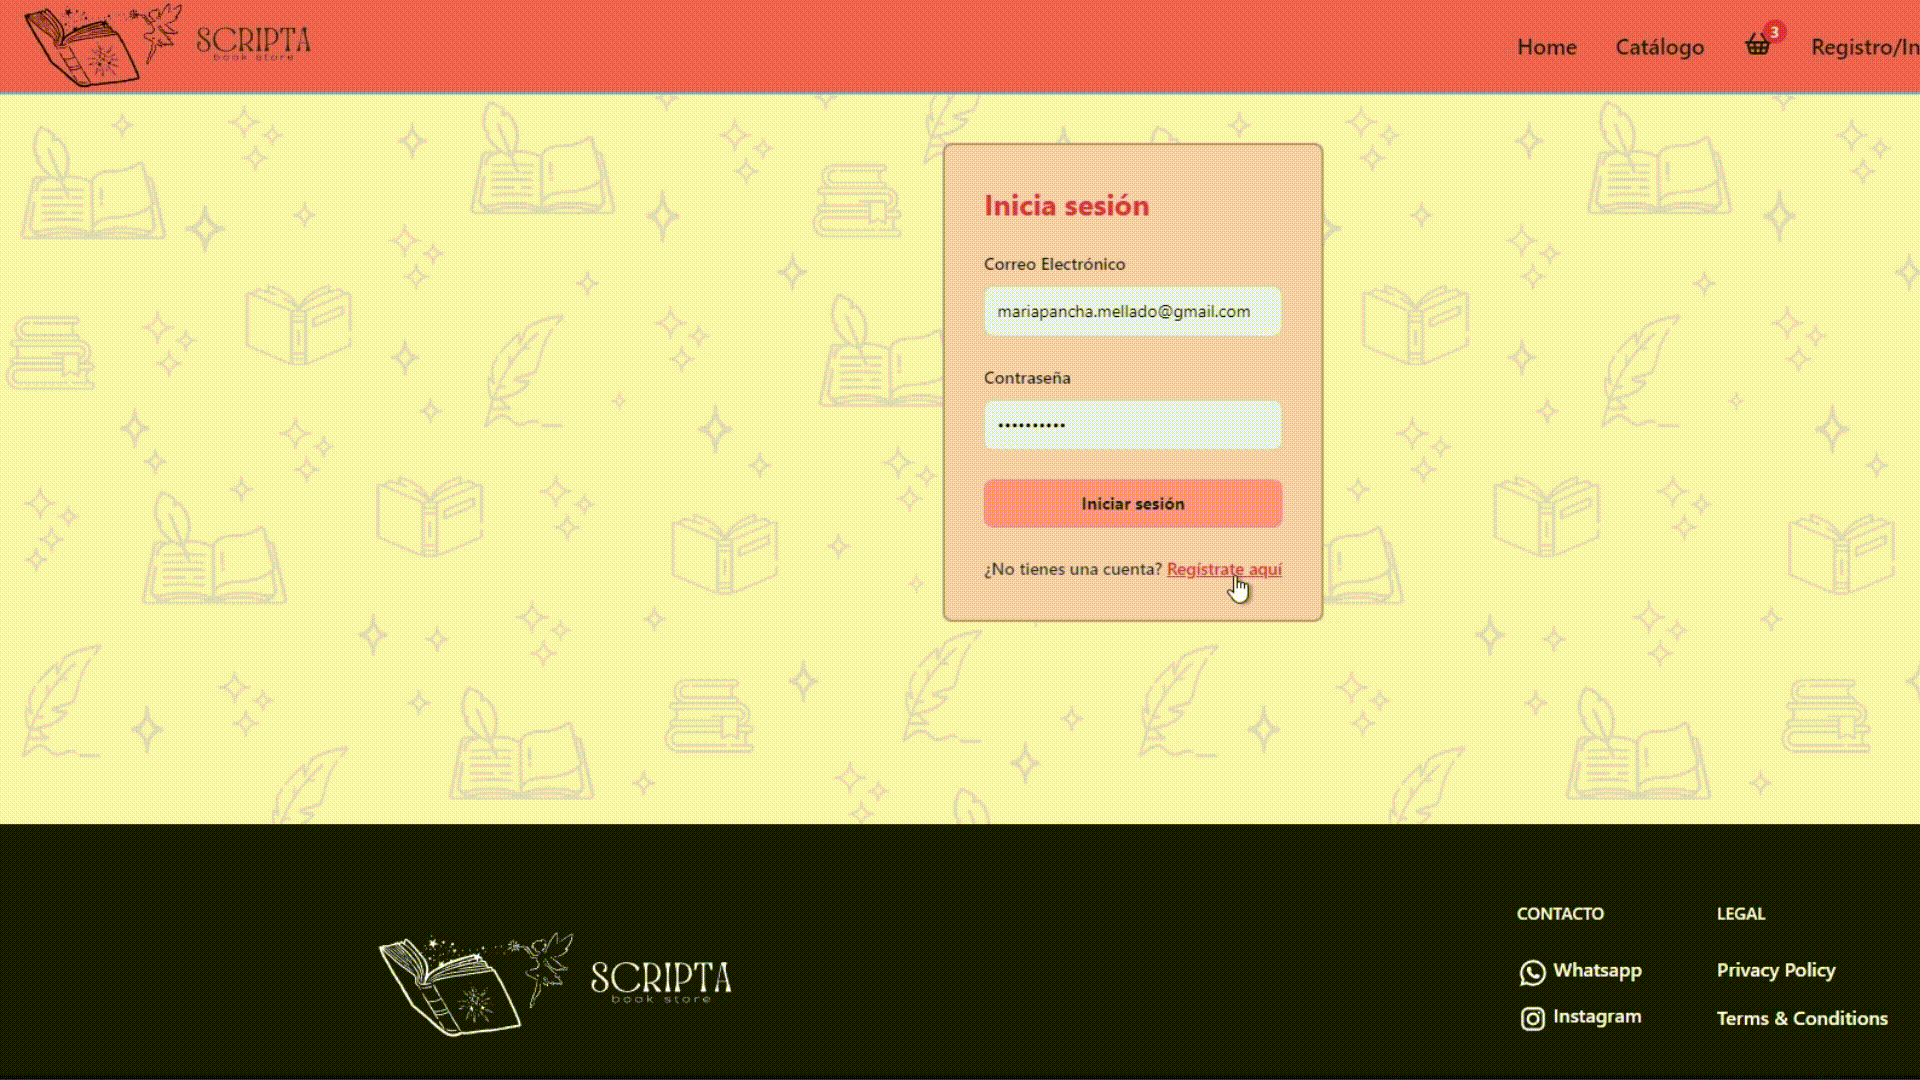 SCRIPTA
book store
Home
Catálogo
3
Registro/In
Inicia sesión
Correo Electrónico
mariapancha.mellado@gmail.com
Contraseña
••••••••••
Iniciar sesión
¿No tienes una cuenta? Regístrate aquí
SCRIPTA
book store
CONTACTO
Whatsapp
Instagram
LEGAL
Privacy Policy
Terms & Conditions